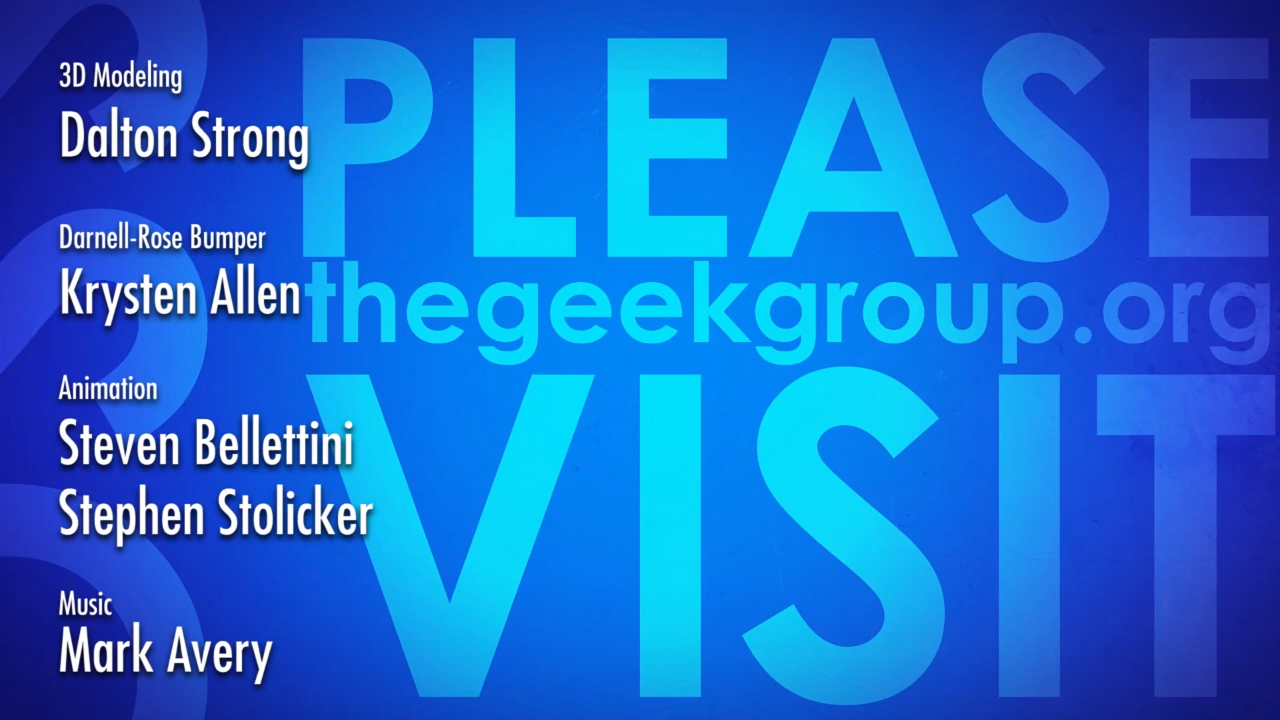 3D Modeling
Dalton Strong
Darnell-Rose Bumper
Krysten Allen
Animation
Steven Bellettini
Stephen Stolicker
Music
Mark Avery
PLEASE
thegeekgroup.org
VISIT